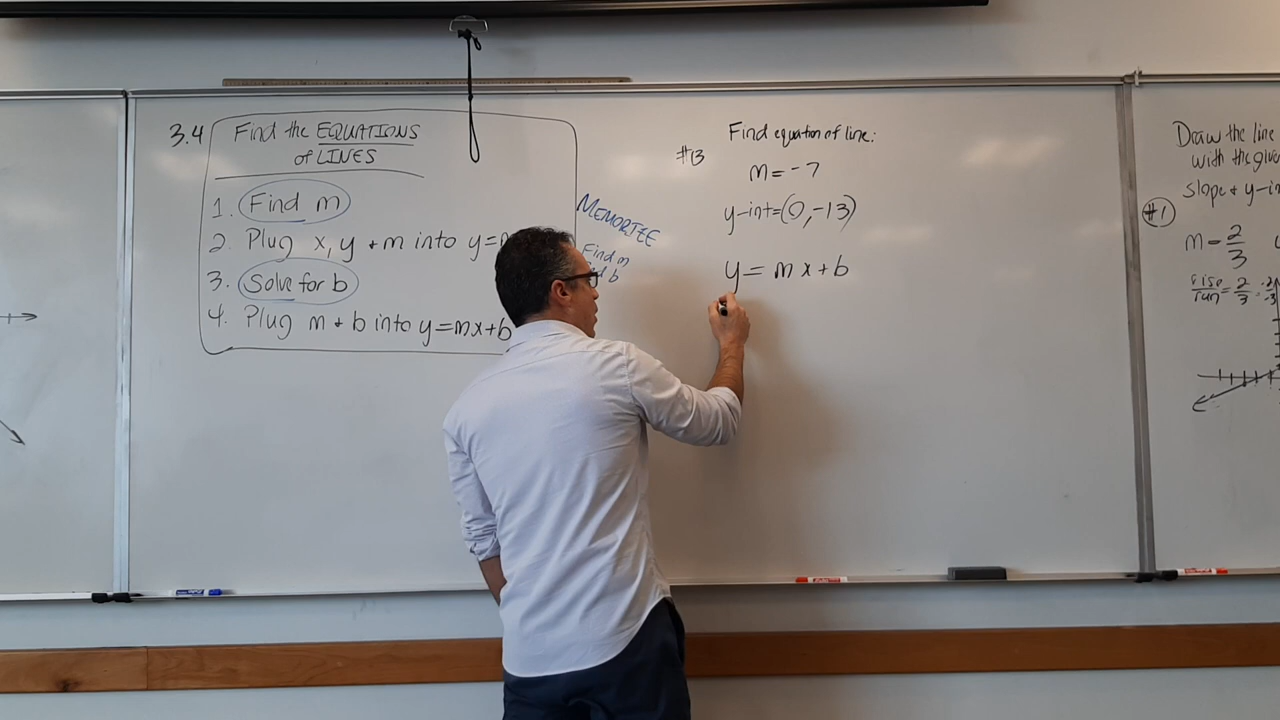 3.4 Find the EQUATIONS
of LINES
1. Find m
2. Plug x, y + m into y=
3. Solve for b
4. Plug m + b into y=mx+b
MEMORIZE
Find m
b
#13 Find equation of line:
m=-7
y-int=(0,-13)
y= mx+b
Draw the line
with the given
slope + y-in
#1
m=2/3
rise/run=2/3